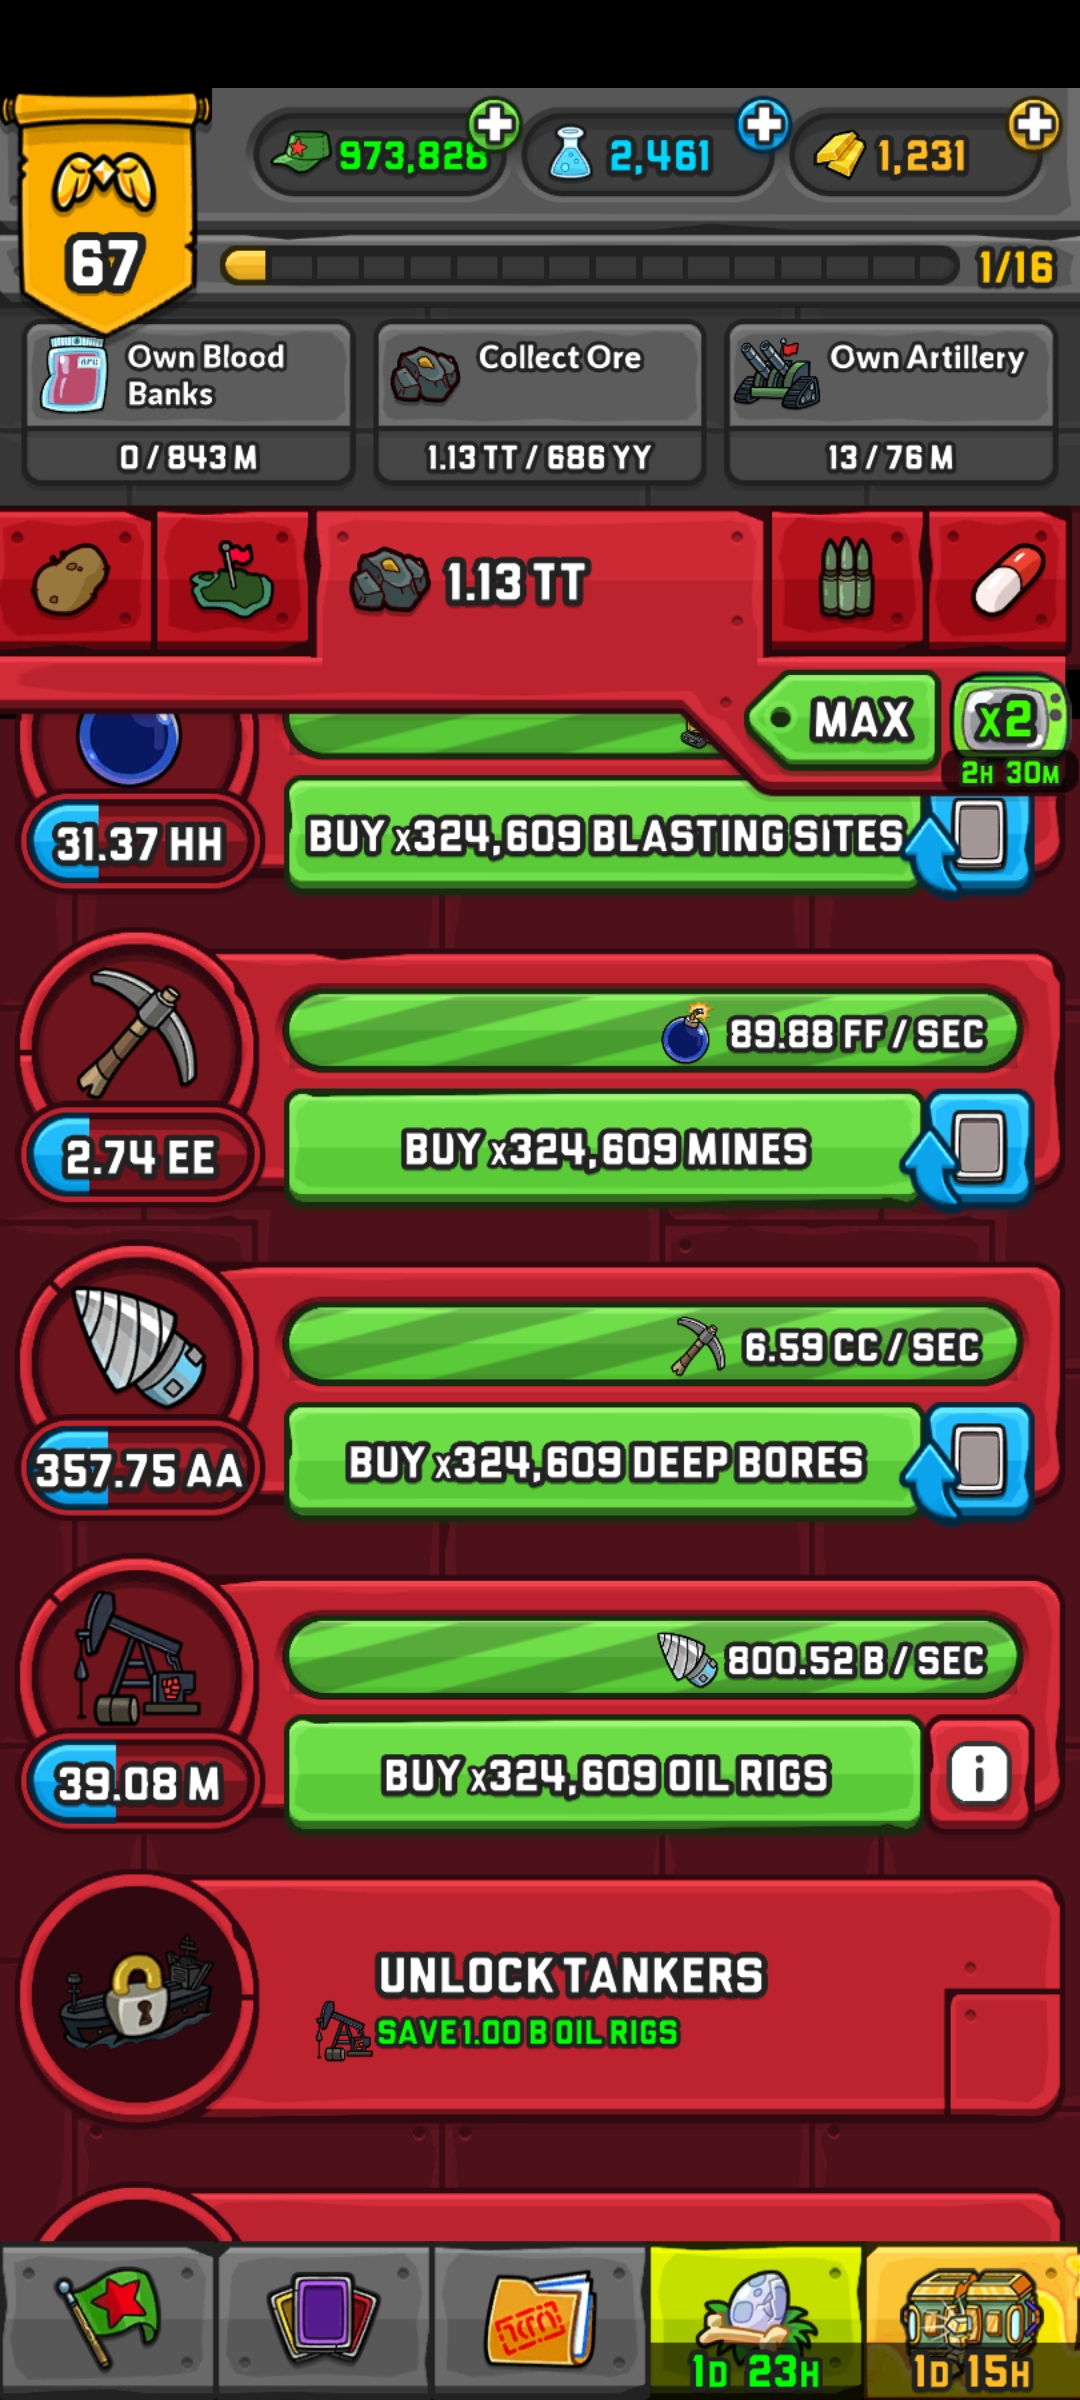 973,828
2,461
1,231
67
1/16
Own Blood
Banks
0 / 843 M
Collect Ore
1.13 TT / 686 YY
Own Artillery
13 / 76 M
1.13 TT
MAX
x2
2H 30M
31.37 HH
BUY x324,609 BLASTING SITES
89.88 FF / SEC
2.74 EE
BUY x324,609 MINES
6.59 CC / SEC
357.75 AA
BUY x324,609 DEEP BORES
800.52 B / SEC
39.08 M
BUY x324,609 OIL RIGS
i
UNLOCK TANKERS
SAVE 1.00 B OIL RIGS
1D 23H
1D 15H